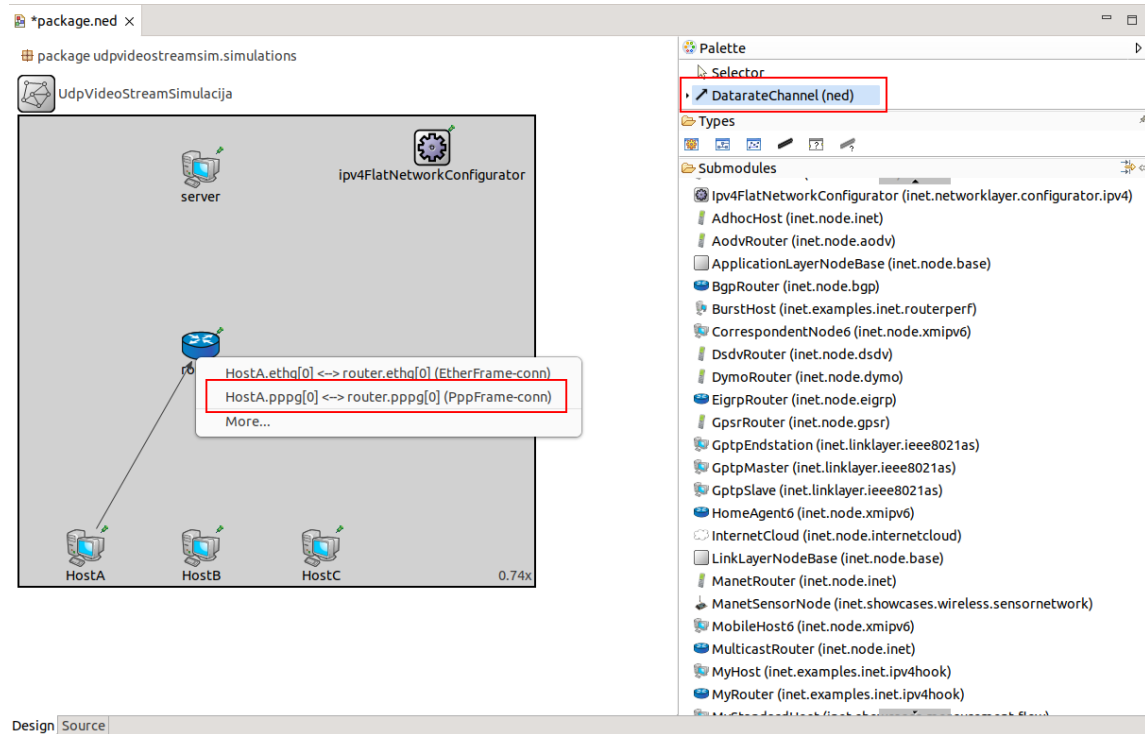 *package.ned
package udpvideostreamsim.simulations
UdpVideoStreamSimulacija
server
ipv4FlatNetworkConfigurator
HostA.ethg[0] <--> router.ethg[0] (EtherFrame-conn)
HostA.pppg[0] <--> router.pppg[0] (PppFrame-conn)
More...
HostA
HostB
HostC
0.74x
Palette
Selector
DatarateChannel (ned)
Types
Submodules
Ipv4FlatNetworkConfigurator (inet.networklayer.configurator.ipv4)
AdhocHost (inet.node.inet)
AodvRouter (inet.node.aodv)
ApplicationLayerNodeBase (inet.node.base)
BgpRouter (inet.node.bgp)
BurstHost (inet.examples.inet.routerperf)
CorrespondentNode6 (inet.node.xmipv6)
DsdvRouter (inet.node.dsdv)
DymoRouter (inet.node.dymo)
EigrpRouter (inet.node.eigrp)
GpsrRouter (inet.node.gpsr)
GptpEndstation (inet.linklayer.ieee8021as)
GptpMaster (inet.linklayer.ieee8021as)
GptpSlave (inet.linklayer.ieee8021as)
HomeAgent6 (inet.node.xmipv6)
InternetCloud (inet.node.internetcloud)
LinkLayerNodeBase (inet.node.base)
ManetRouter (inet.node.inet)
ManetSensorNode (inet.showcases.wireless.sensornetwork)
MobileHost6 (inet.node.xmipv6)
MulticastRouter (inet.node.inet)
MyHost (inet.examples.inet.ipv4hook)
MyRouter (inet.examples.inet.ipv4hook)
Design
Source